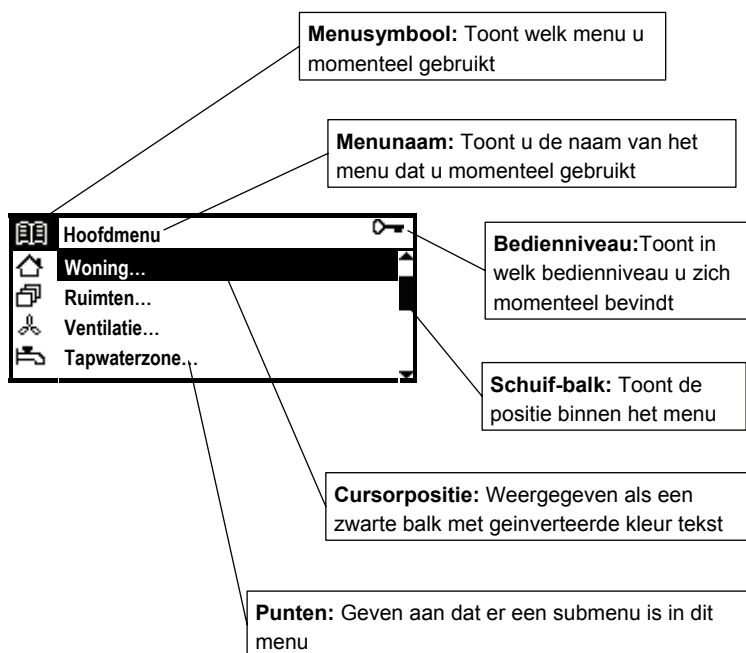 Menusymbool: Toont welk menu u
momenteel gebruikt
Menunaam: Toont u de naam van het
menu dat u momenteel gebruikt
Hoofdmenu
Woning...
Ruimten...
Ventilatie...
Tapwaterzone...
Bedienniveau:Toont in
welk bedienniveau u zich
momenteel bevindt
Schuif-balk: Toont de
positie binnen het menu
Cursorpositie: Weergegeven als een
zwarte balk met geinverteerde kleur tekst
Punten: Geven aan dat er een submenu is in dit
menu